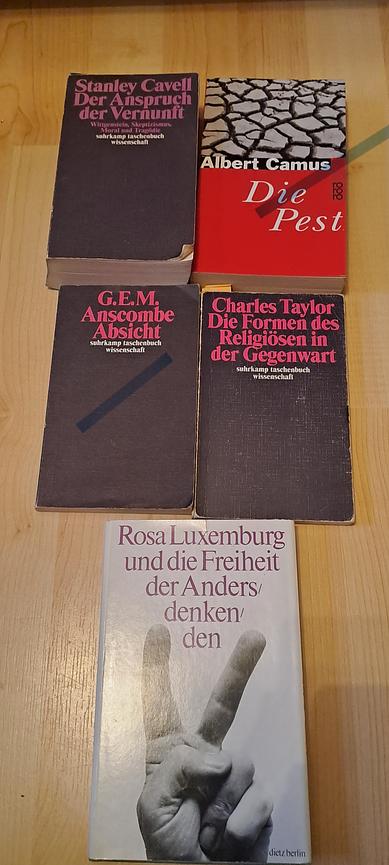 Stanley Cavell
Der Anspruch
der Vernunft
Wittgenstein, Skeptizismus,
Moral und Tragödie
suhrkamp taschenbuch
wissenschaft
Albert Camus
Die
Pest
rororo
G.E.M.
Anscombe
Absicht
suhrkamp taschenbuch
wissenschaft
Charles Taylor
Die Formen des
Religiösen in
der Gegenwart
suhrkamp taschenbuch
wissenschaft
Rosa Luxemburg
und die Freiheit
der Anders/
denken/
den
dietz berlin